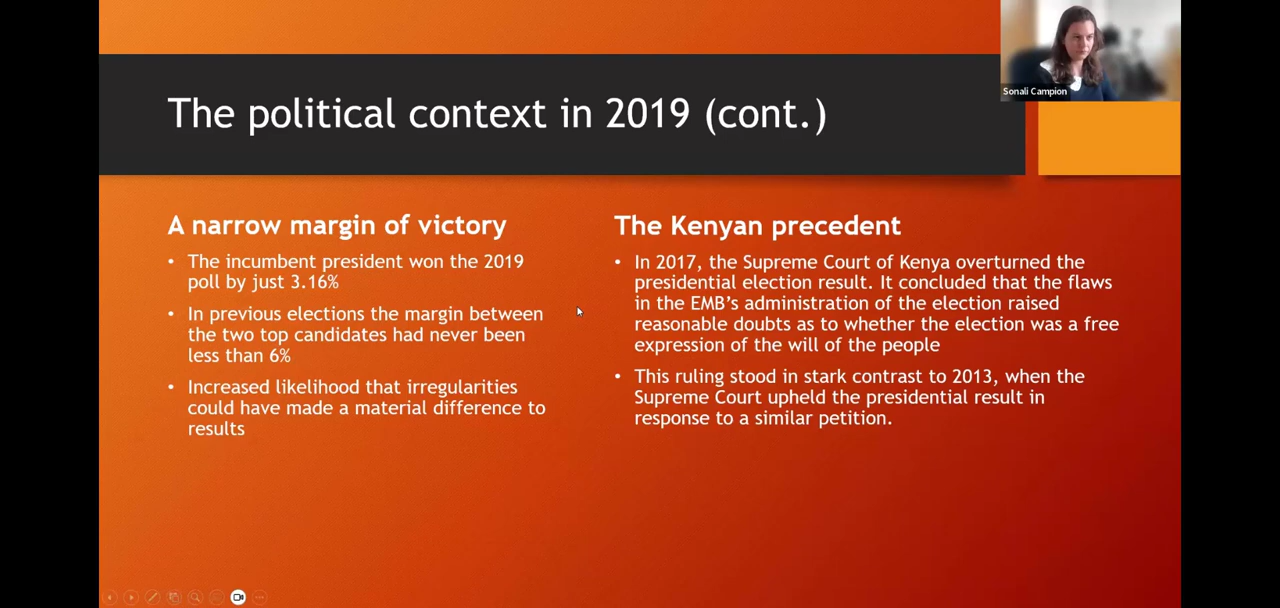 Sonali Campion
The political context in 2019 (cont.)
A narrow margin of victory
• The incumbent president won the 2019
poll by just 3.16%
• In previous elections the margin between
the two top candidates had never been
less than 6%
• Increased likelihood that irregularities
could have made a material difference to
results
The Kenyan precedent
• In 2017, the Supreme Court of Kenya overturned the
presidential election result. It concluded that the flaws
in the EMB’s administration of the election raised
reasonable doubts as to whether the election was a free
expression of the will of the people
• This ruling stood in stark contrast to 2013, when the
Supreme Court upheld the presidential result in
response to a similar petition.